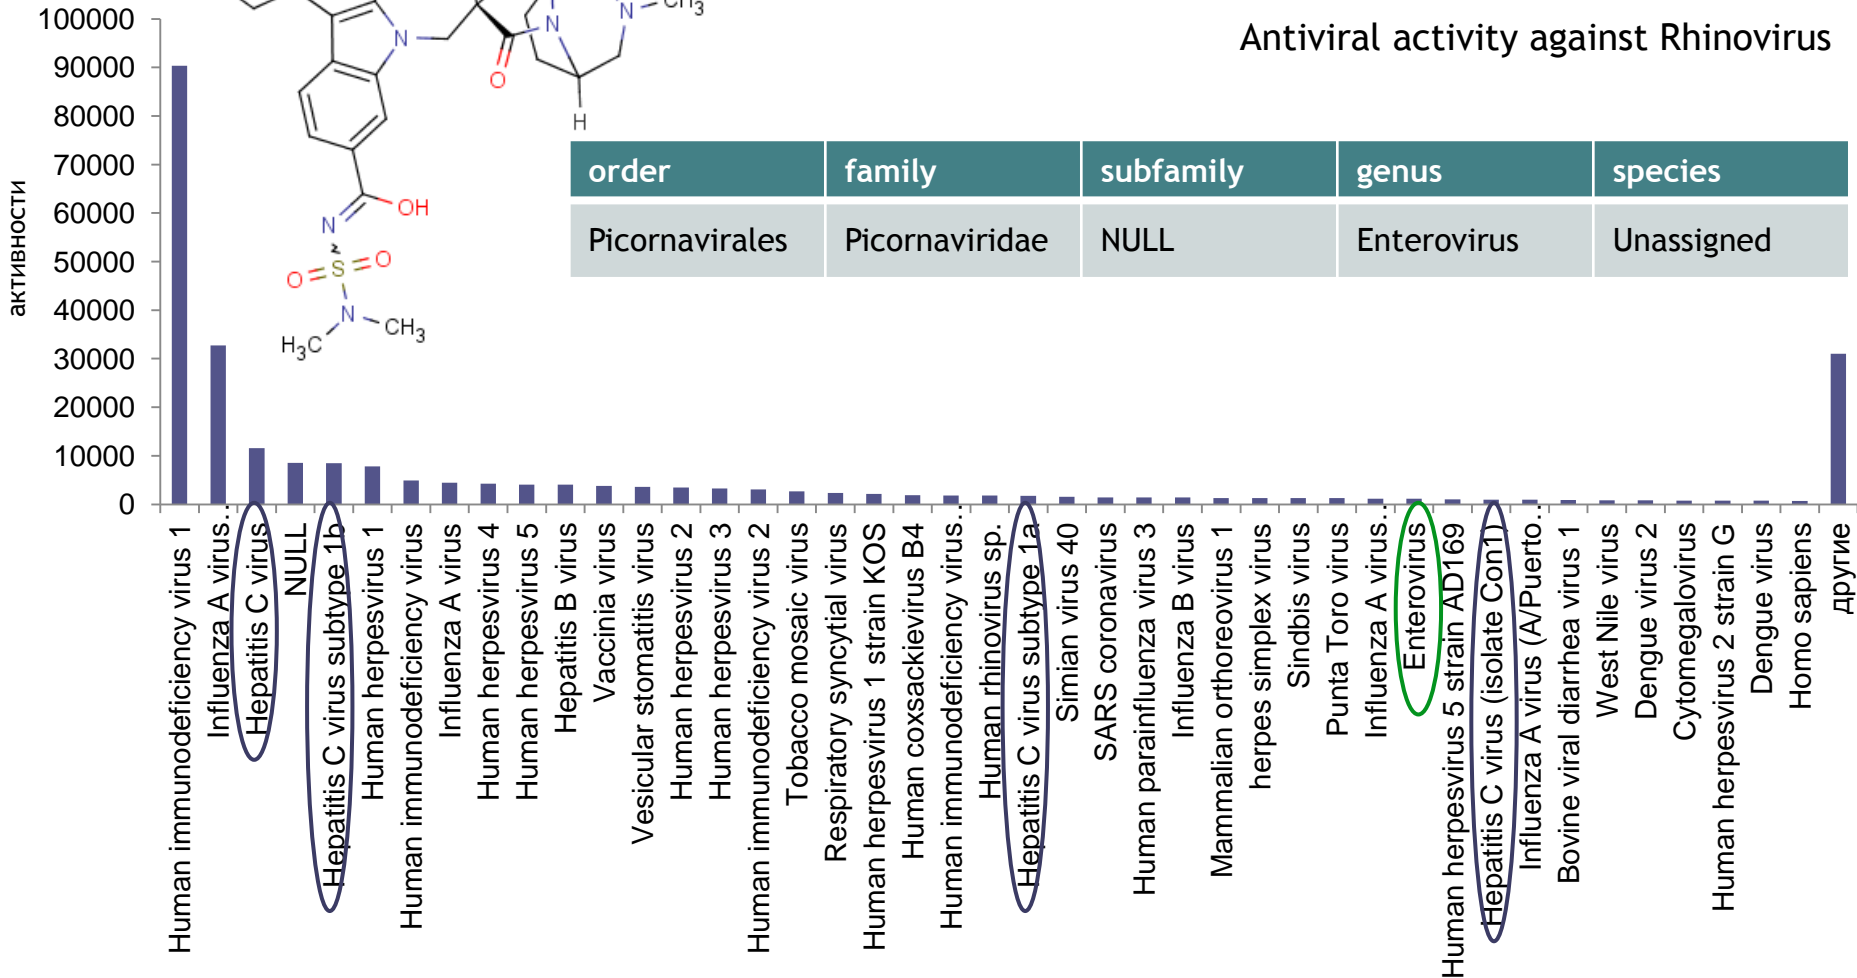 Antiviral activity against Rhinovirus
100000
90000
80000
70000
60000
50000
40000
30000
20000
10000
0
активности
N
N
N
CH3
O
H
OH
N
O
S
O
N
CH3
H3C
order family subfamily genus species
Picornavirales Picornaviridae NULL Enterovirus Unassigned
Human immunodeficiency virus 1
Influenza A virus..
Hepatitis C virus
NULL
Hepatitis C virus subtype 1b
Human herpesvirus 1
Human immunodeficiency virus
Influenza A virus
Human herpesvirus 4
Human herpesvirus 5
Hepatitis B virus
Vaccinia virus
Vesicular stomatitis virus
Human herpesvirus 2
Human herpesvirus 3
Human immunodeficiency virus 2
Tobacco mosaic virus
Respiratory syncytial virus
Human herpesvirus 1 strain KOS
Human coxsackievirus B4
Human immunodeficiency virus..
Human rhinovirus sp.
Hepatitis C virus subtype 1a
Simian virus 40
SARS coronavirus
Human parainfluenza virus 3
Influenza B virus
Mammalian orthoreovirus 1
herpes simplex virus
Sindbis virus
Punta Toro virus
Influenza A virus..
Enterovirus
Human herpesvirus 5 strain AD169
Hepatitis C virus (isolate Con1)
Influenza A virus (A/Puerto..
Bovine viral diarrhea virus 1
West Nile virus
Dengue virus 2
Cytomegalovirus
Human herpesvirus 2 strain G
Dengue virus
Homo sapiens
другие